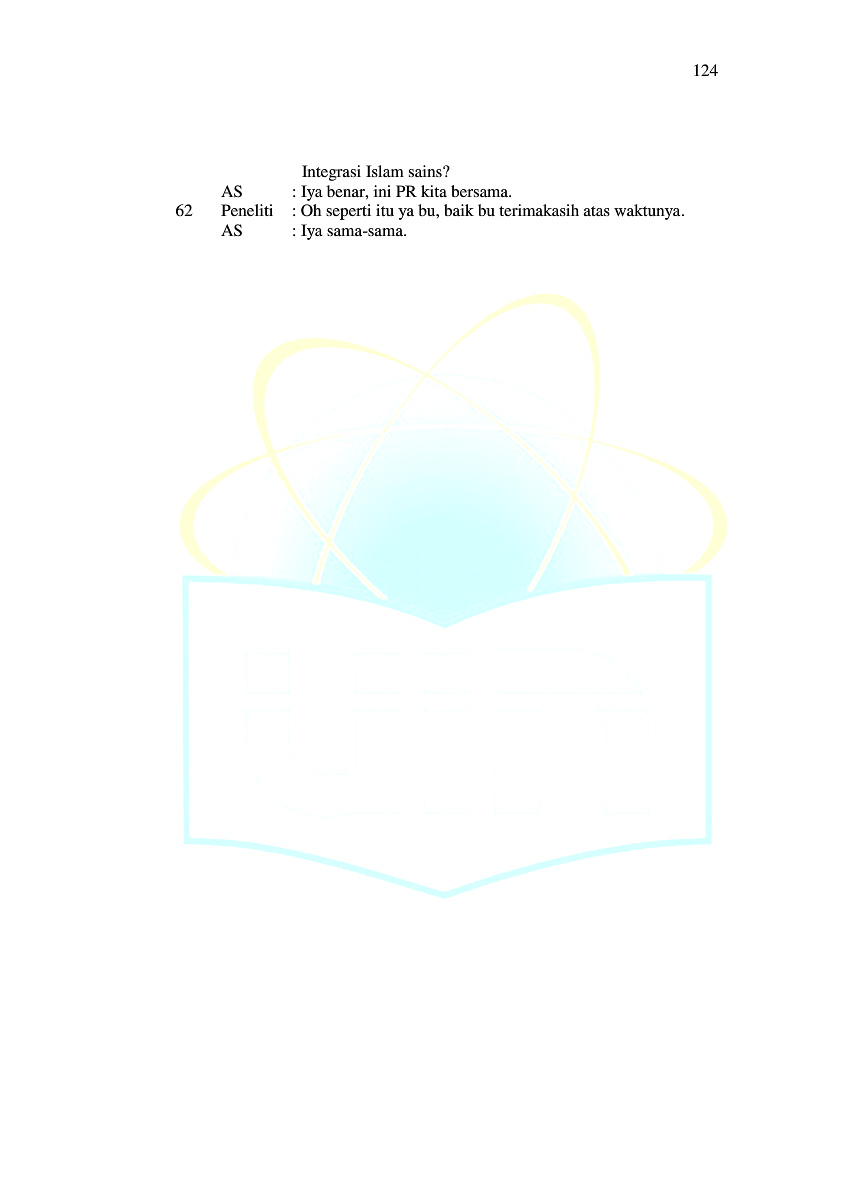 124
Integrasi Islam sains?
AS : Iya benar, ini PR kita bersama.
62 Peneliti : Oh seperti itu ya bu, baik bu terimakasih atas waktunya.
AS : Iya sama-sama.